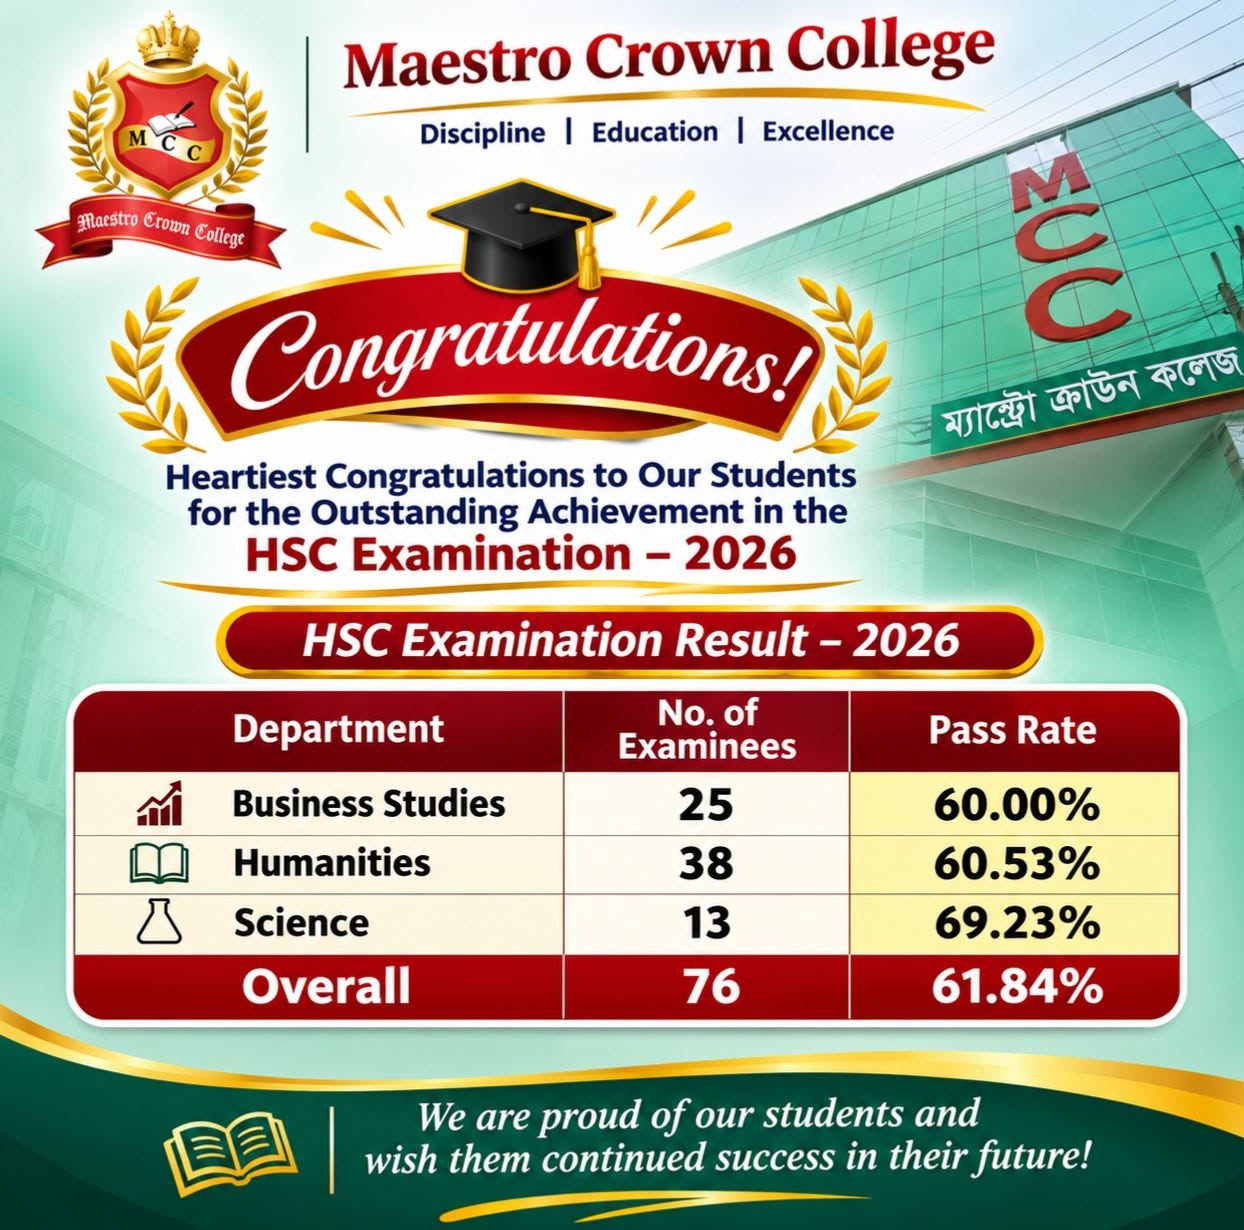 Maestro Crown College
Discipline | Education | Excellence
M C C
Maestro Crown College
M
C
C
ম্যাস্ট্রো ক্রাউন কলেজ
Congratulations!
Heartiest Congratulations to Our Students
for the Outstanding Achievement in the
HSC Examination – 2026
HSC Examination Result – 2026
Department No. of Examinees Pass Rate
Business Studies 25 60.00%
Humanities 38 60.53%
Science 13 69.23%
Overall 76 61.84%
We are proud of our students and
wish them continued success in their future!